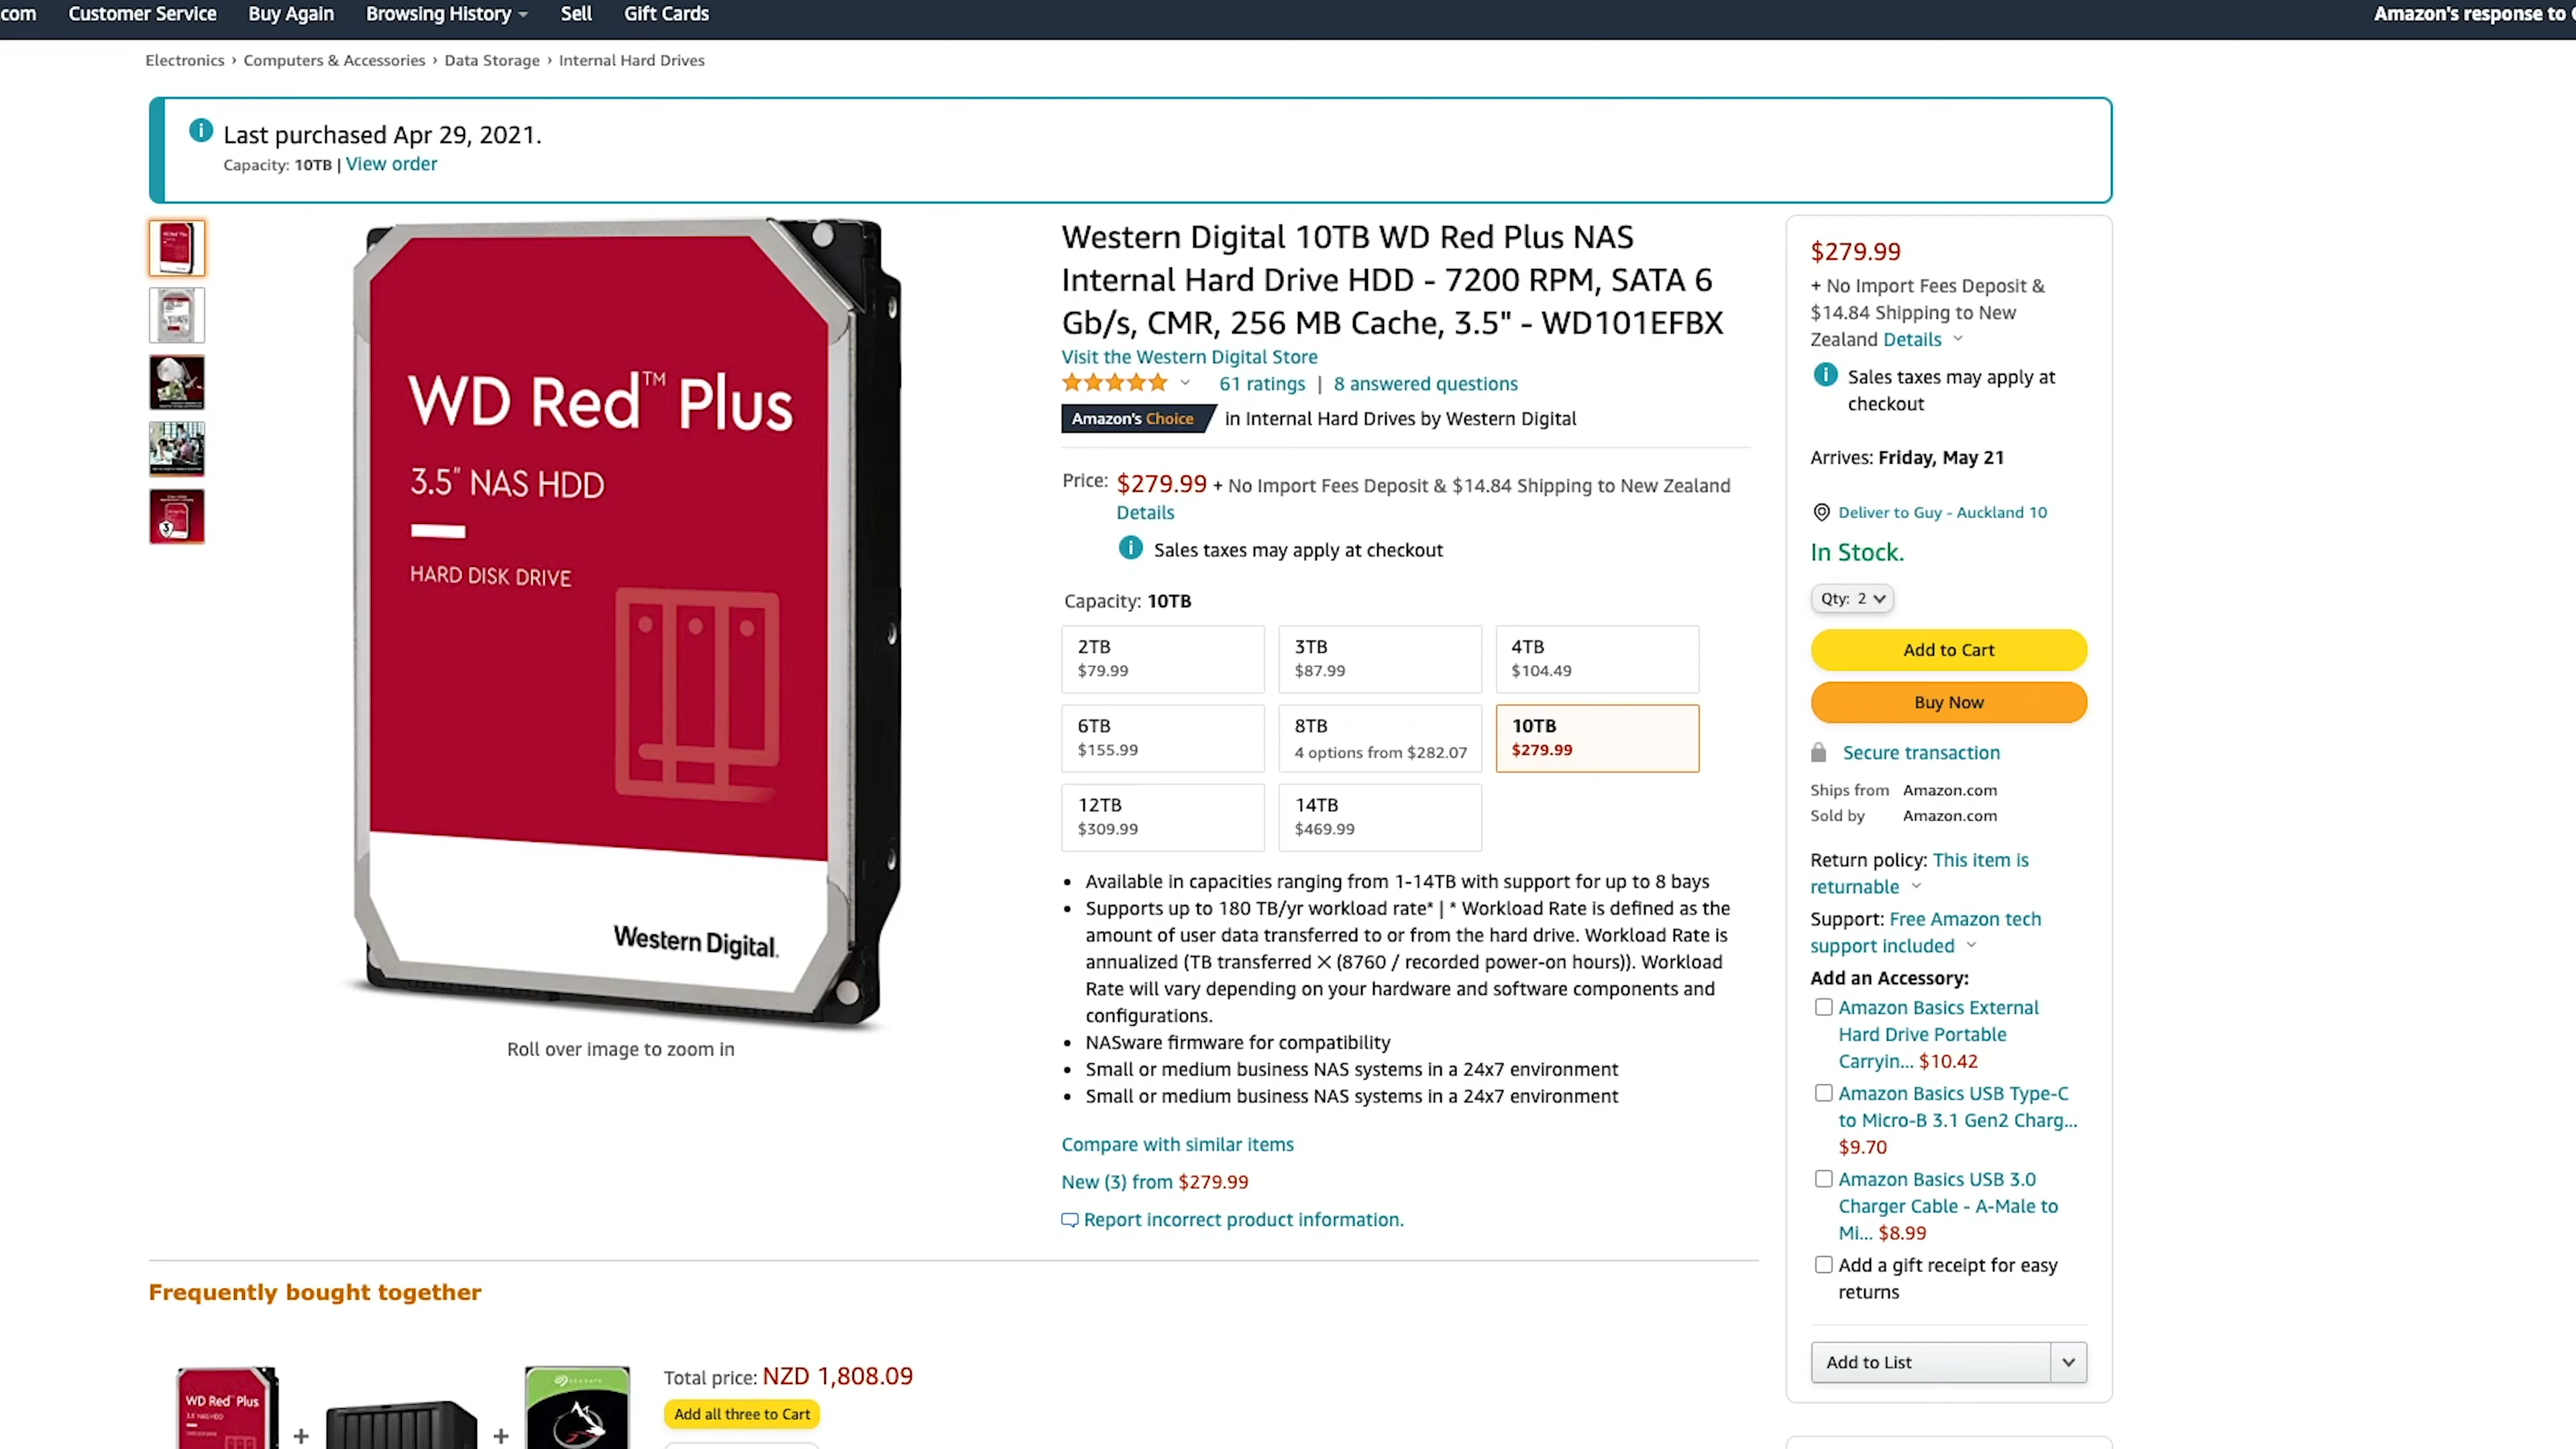 com Customer Service Buy Again Browsing History Sell Gift Cards Amazon's response to
Electronics › Computers & Accessories › Data Storage › Internal Hard Drives
Last purchased Apr 29, 2021.
Capacity: 10TB | View order
WD Red™ Plus
3.5" NAS HDD
HARD DISK DRIVE
Western Digital.
Roll over image to zoom in
Western Digital 10TB WD Red Plus NAS
Internal Hard Drive HDD - 7200 RPM, SATA 6
Gb/s, CMR, 256 MB Cache, 3.5" - WD101EFBX
Visit the Western Digital Store
61 ratings | 8 answered questions
Amazon's Choice in Internal Hard Drives by Western Digital
Price: $279.99 + No Import Fees Deposit & $14.84 Shipping to New Zealand
Details
Sales taxes may apply at checkout
Capacity: 10TB
2TB 3TB 4TB
$79.99 $87.99 $104.49
6TB 8TB 10TB
$155.99 4 options from $282.07 $279.99
12TB 14TB
$309.99 $469.99
• Available in capacities ranging from 1-14TB with support for up to 8 bays
• Supports up to 180 TB/yr workload rate* | * Workload Rate is defined as the
amount of user data transferred to or from the hard drive. Workload Rate is
annualized (TB transferred ✕ (8760 / recorded power-on hours)). Workload
Rate will vary depending on your hardware and software components and
configurations.
• NASware firmware for compatibility
• Small or medium business NAS systems in a 24x7 environment
• Small or medium business NAS systems in a 24x7 environment
Compare with similar items
New (3) from $279.99
Report incorrect product information.
$279.99
+ No Import Fees Deposit &
$14.84 Shipping to New
Zealand Details
Sales taxes may apply at
checkout
Arrives: Friday, May 21
Deliver to Guy - Auckland 10
In Stock.
Qty: 2
Add to Cart
Buy Now
Secure transaction
Ships from Amazon.com
Sold by Amazon.com
Return policy: This item is
returnable
Support: Free Amazon tech
support included
Add an Accessory:
Amazon Basics External
Hard Drive Portable
Carryin... $10.42
Amazon Basics USB Type-C
to Micro-B 3.1 Gen2 Charg...
$9.70
Amazon Basics USB 3.0
Charger Cable - A-Male to
Mi... $8.99
Add a gift receipt for easy
returns
Add to List
Frequently bought together
WD Red Plus
+
+
Total price: NZD 1,808.09
Add all three to Cart